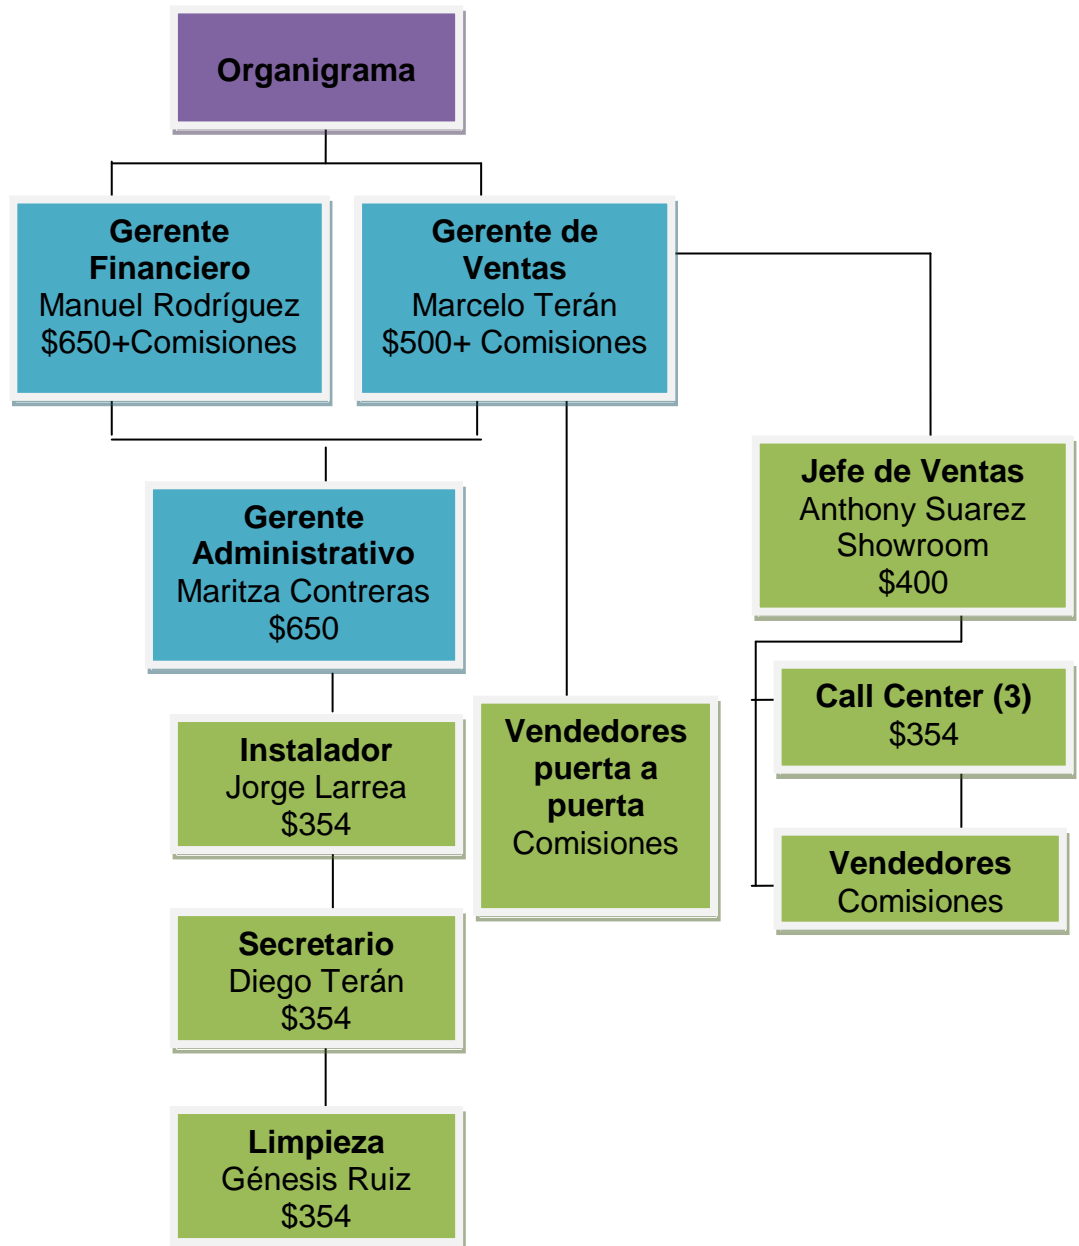 Organigrama
Gerente
Financiero
Manuel Rodríguez
$650+Comisiones
Gerente de
Ventas
Marcelo Terán
$500+ Comisiones
Jefe de Ventas
Anthony Suarez
Showroom
$400
Gerente
Administrativo
Maritza Contreras
$650
Call Center (3)
$354
Vendedores
puerta a
puerta
Comisiones
Instalador
Jorge Larrea
$354
Vendedores
Comisiones
Secretario
Diego Terán
$354
Limpieza
Génesis Ruiz
$354